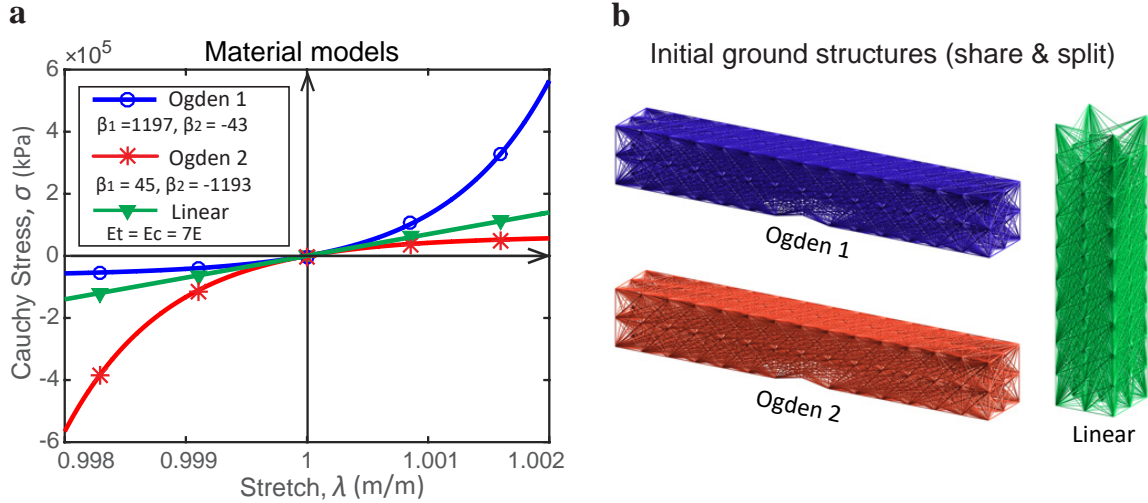 a
×10⁵
Material models
6
4
2
0
-2
-4
-6
Cauchy Stress, σ (kPa)
Ogden 1
β1 =1197, β2 = -43
Ogden 2
β1 = 45, β2 = -1193
Linear
Et = Ec = 7E
0.998
0.999
1
1.001
1.002
Stretch, λ (m/m)
b
Initial ground structures (share & split)
Ogden 1
Ogden 2
Linear